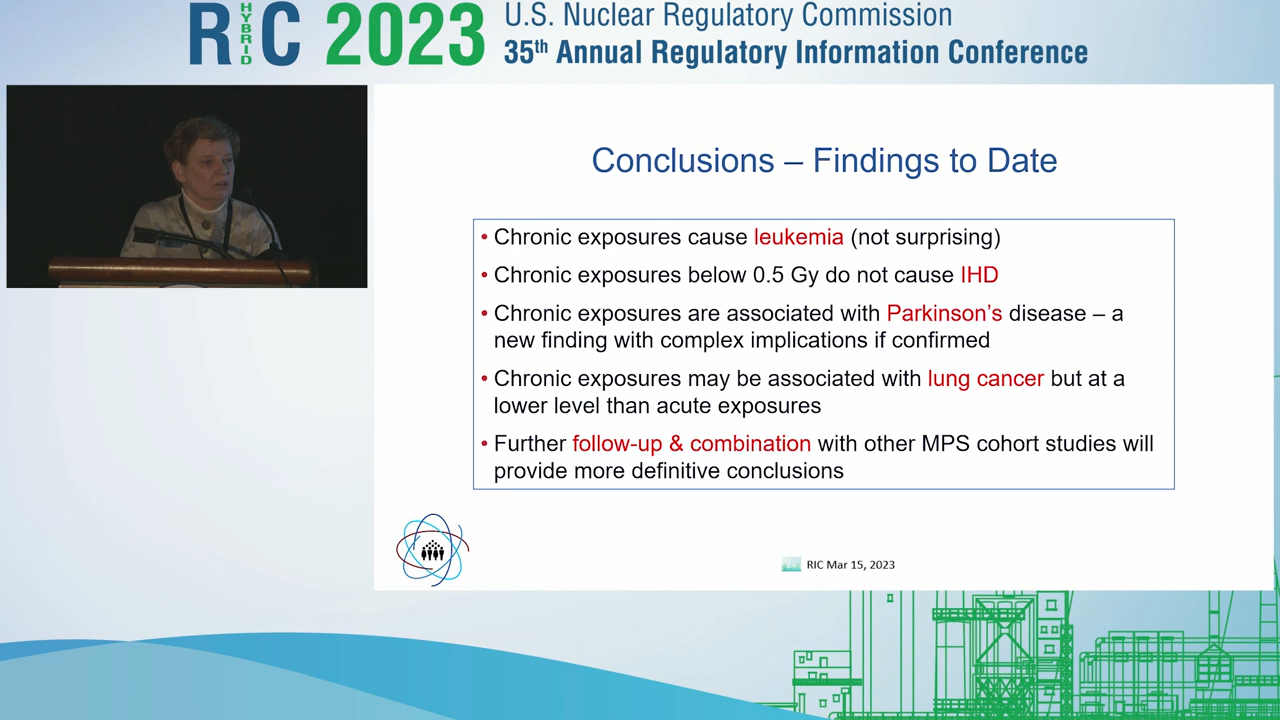 RIC 2023
HYBRID
U.S. Nuclear Regulatory Commission
35th Annual Regulatory Information Conference
Conclusions – Findings to Date
• Chronic exposures cause leukemia (not surprising)
• Chronic exposures below 0.5 Gy do not cause IHD
• Chronic exposures are associated with Parkinson's disease – a
new finding with complex implications if confirmed
• Chronic exposures may be associated with lung cancer but at a
lower level than acute exposures
• Further follow-up & combination with other MPS cohort studies will
provide more definitive conclusions
RIC Mar 15, 2023